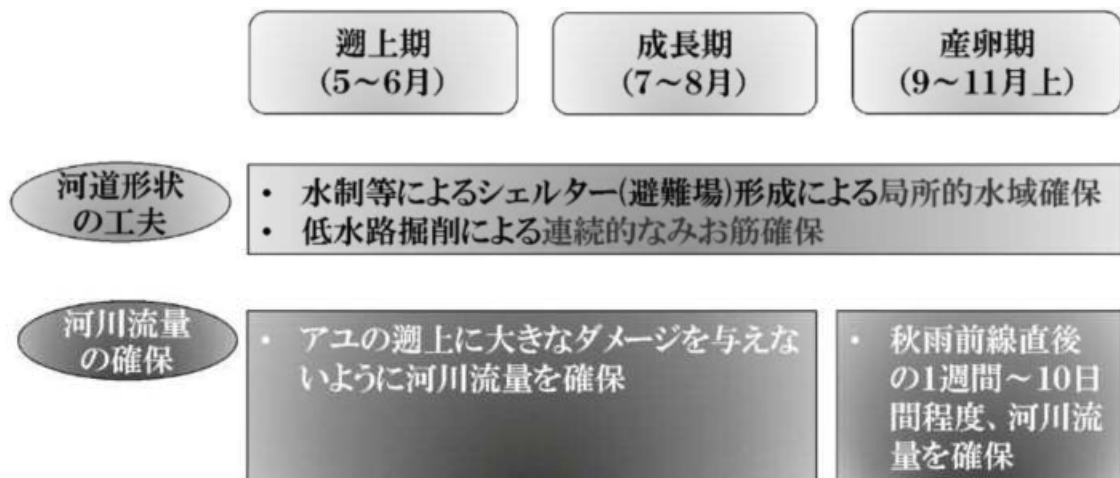 遡上期
(5～6月)
成長期
(7～8月)
産卵期
(9～11月上)
河道形状
の工夫
・ 水制等によるシェルター(避難場)形成による局所的水域確保
・ 低水路掘削による連続的なみお筋確保
河川流量
の確保
・ アユの遡上に大きなダメージを与えな
いように河川流量を確保
・ 秋雨前線直後
の1週間～10日
間程度、河川流
量を確保